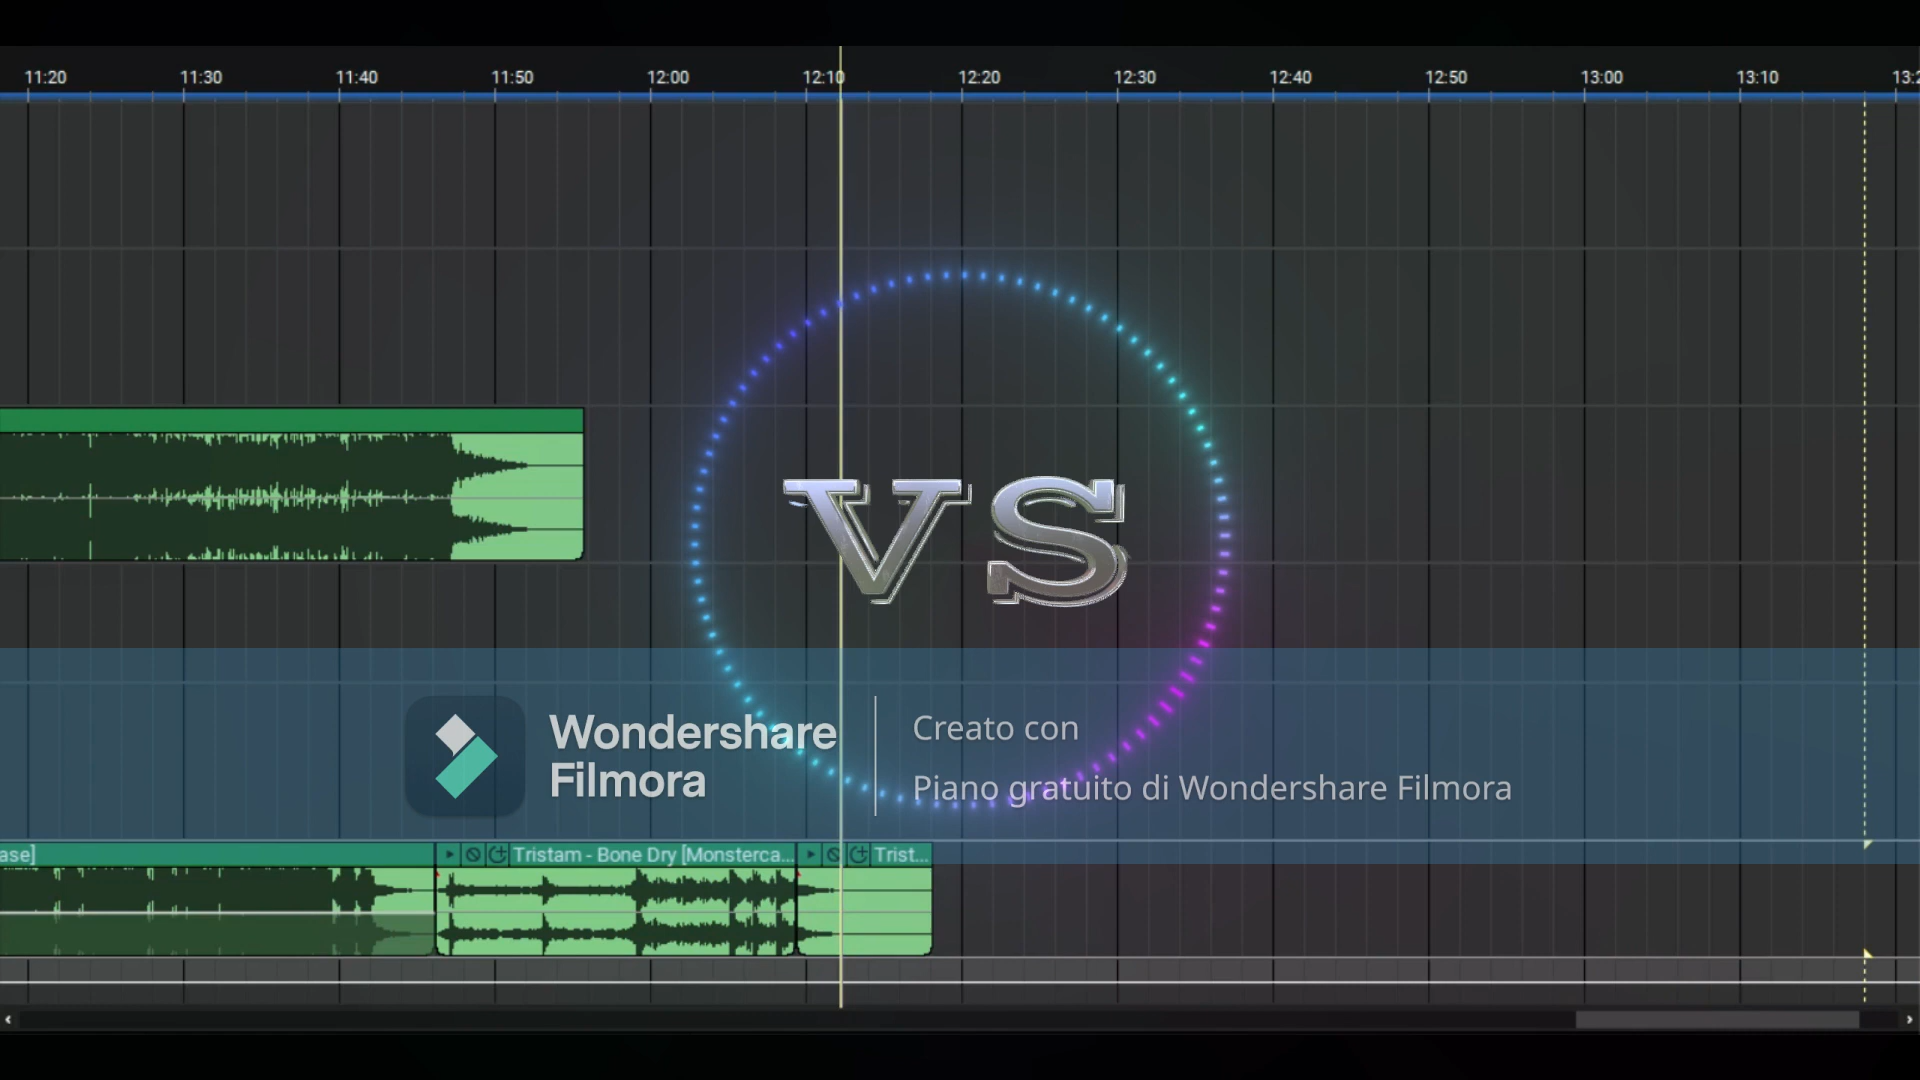 11:20 11:30 11:40 11:50 12:00 12:10 12:20 12:30 12:40 12:50 13:00 13:10 13:2
VS
Wondershare
Filmora
Creato con
Piano gratuito di Wondershare Filmora
ase] Tristam - Bone Dry [Monsterca... Trist...